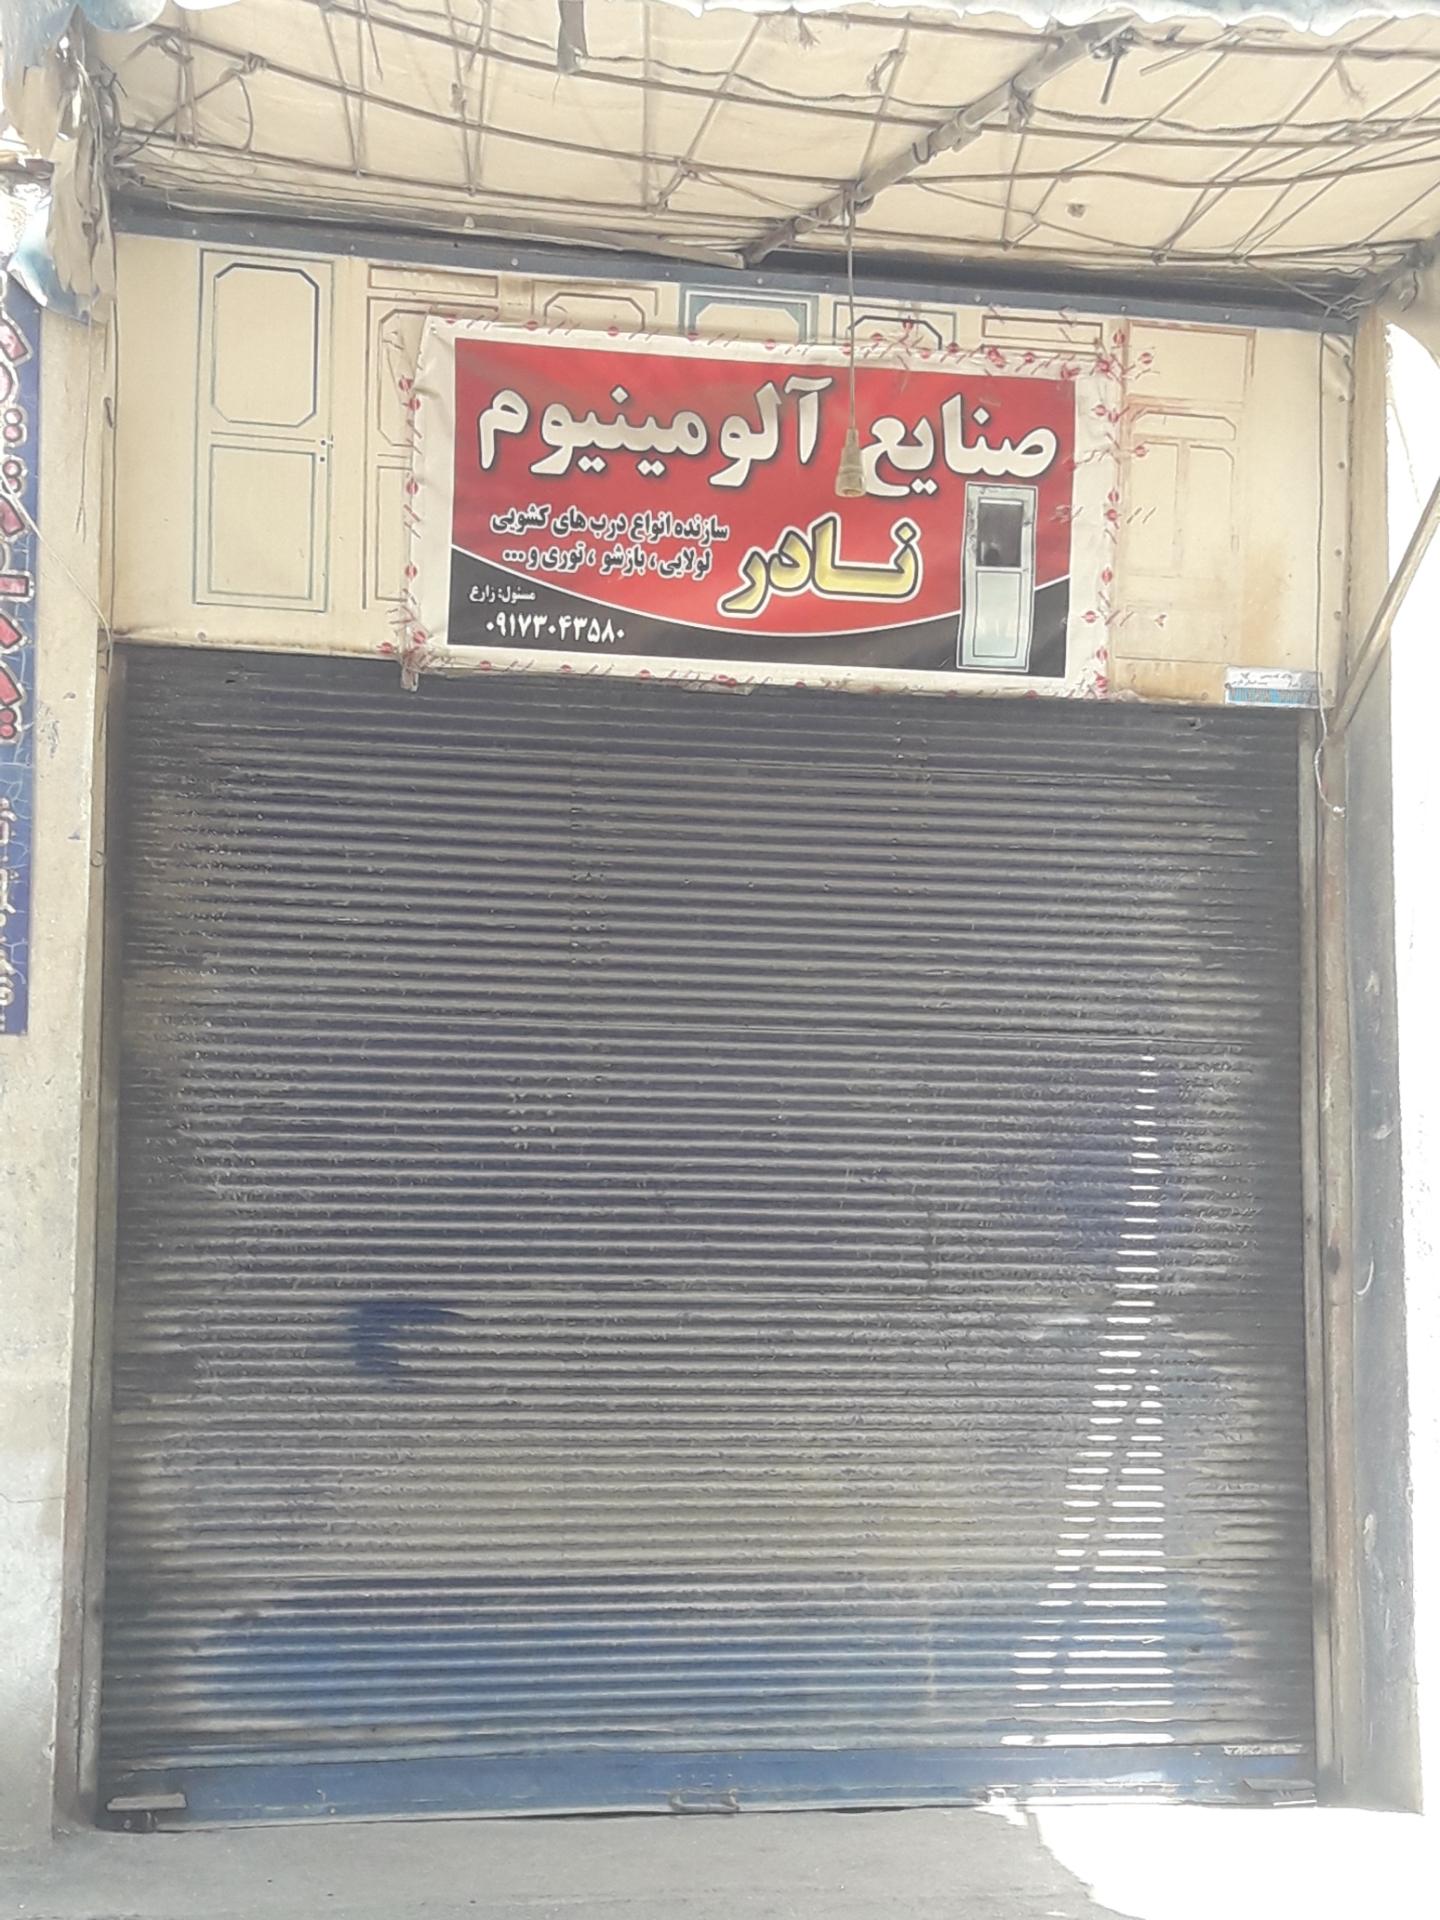 صنایع آلومینیوم
نادر
سازنده انواع درب های کشویی
لولایی، بازشو ، توری و...
مسئول: زارع
۰۹۱۷۳۰۴۳۵۸۰